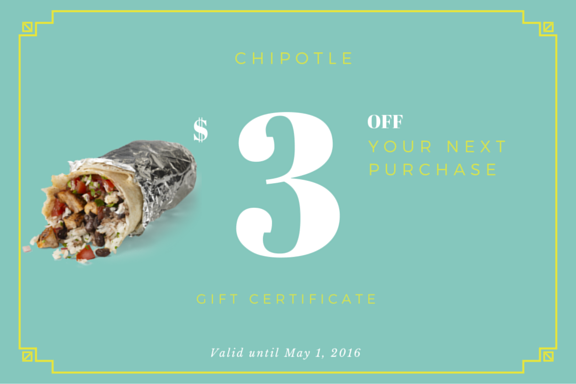 CHIPOTLE
$ 3 OFF
YOUR NEXT
PURCHASE
GIFT CERTIFICATE
Valid until May 1, 2016